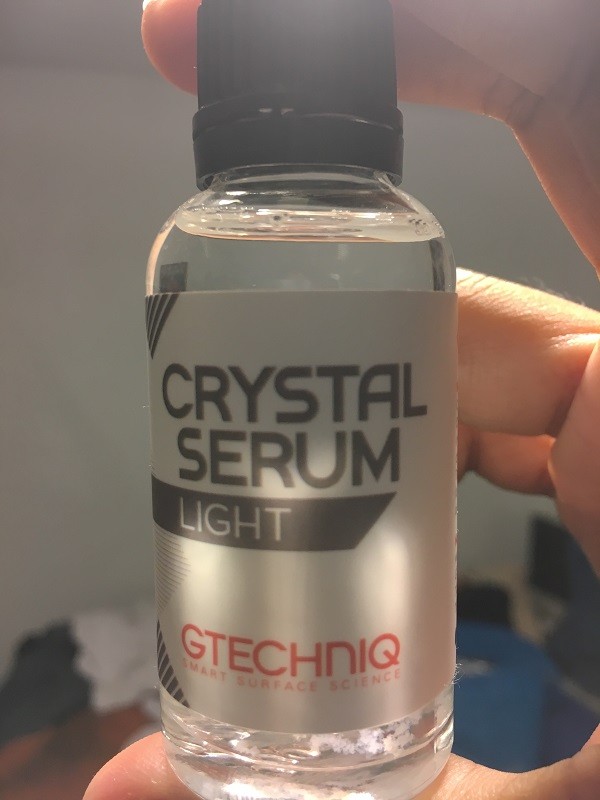 CRYSTAL
SERUM
LIGHT
GTECHNIQ
SMART SURFACE SCIENCE